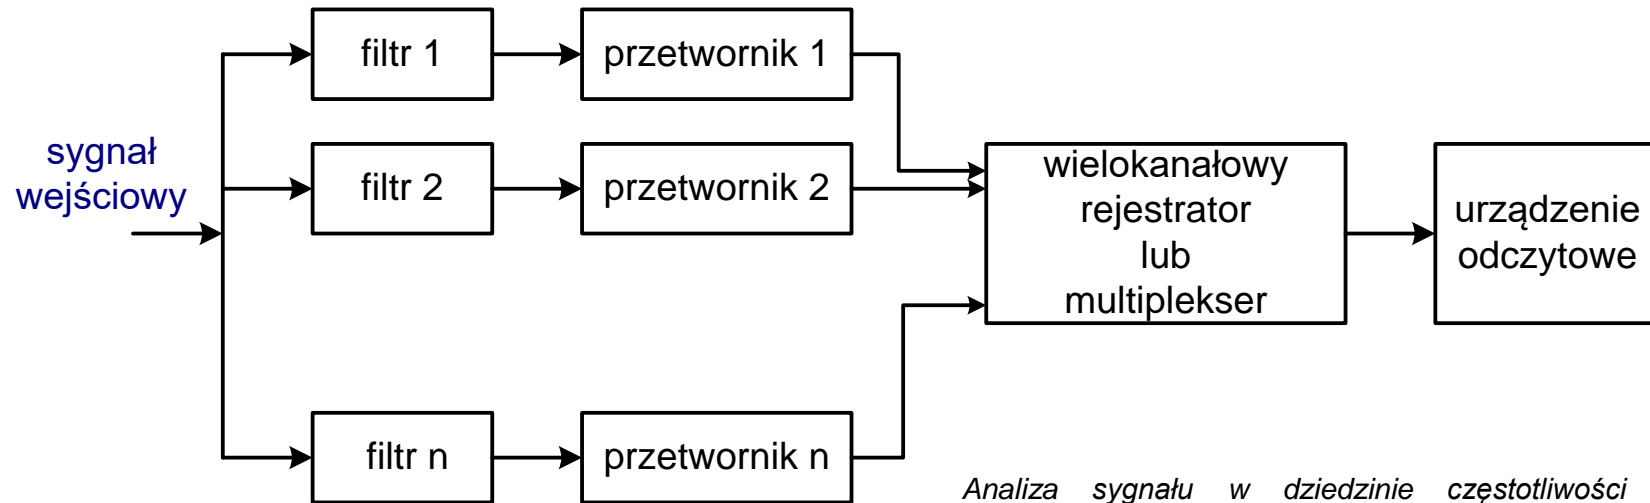 filtr 1
przetwornik 1
sygnał
wejściowy
filtr 2
przetwornik 2
wielokanałowy
rejestrator
lub
multiplekser
urządzenie
odczytowe
filtr n
przetwornik n
Analiza sygnału w dziedzinie częstotliwości